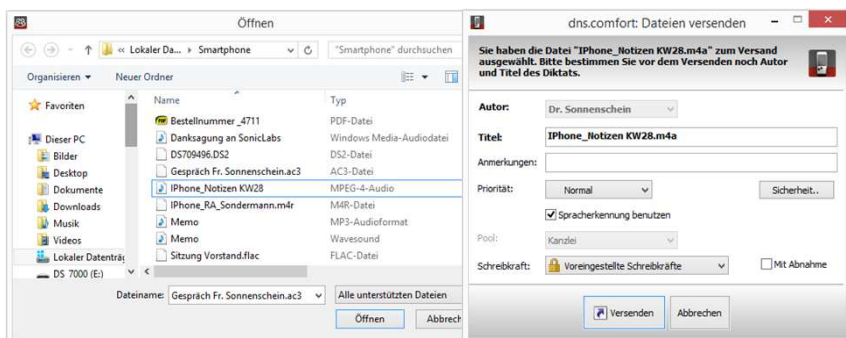 Öffnen
« Lokaler Da... ▸ Smartphone
"Smartphone" durchsuchen
Organisieren
Neuer Ordner
Favoriten
Dieser PC
Bilder
Desktop
Dokumente
Downloads
Musik
Videos
Lokaler Datenträg
DS 7000 (E:)
Name Typ
Bestellnummer _4711 PDF-Datei
Danksagung an SonicLabs Windows Media-Audiodatei
DS709496.DS2 DS2-Datei
Gespräch Fr. Sonnenschein.ac3 AC3-Datei
IPhone_Notizen KW28 MPEG-4-Audio
IPhone_RA_Sondermann.m4r M4R-Datei
Memo MP3-Audioformat
Memo Wavesound
Sitzung Vorstand.flac FLAC-Datei
Dateiname: Gespräch Fr. Sonnenschein.ac3 Alle unterstützten Dateien
Öffnen Abbrech
dns.comfort: Dateien versenden
Sie haben die Datei "IPhone_Notizen KW28.m4a" zum Versand
ausgewählt. Bitte bestimmen Sie vor dem Versenden noch Autor
und Titel des Diktats.
Autor: Dr. Sonnenschein
Titel: IPhone_Notizen KW28.m4a
Anmerkungen:
Priorität: Normal Sicherheit..
Spracherkennung benutzen
Pool: Kanzlei
Schreibkraft: Voreingestellte Schreibkräfte Mit Abnahme
Versenden Abbrechen